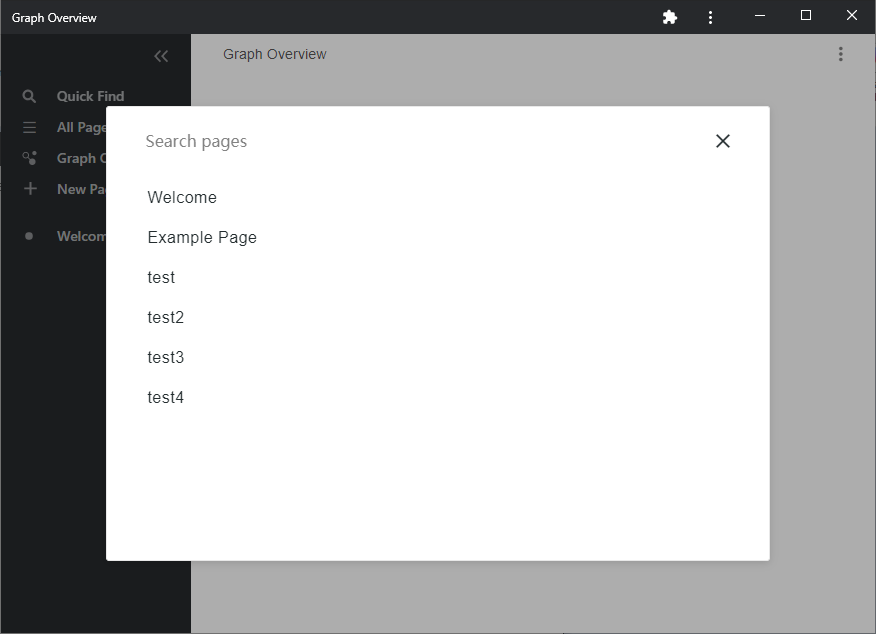 Graph Overview
Graph Overview
Quick Find
All Page
Graph O
New Pa
Welcom
Search pages
Welcome
Example Page
test
test2
test3
test4